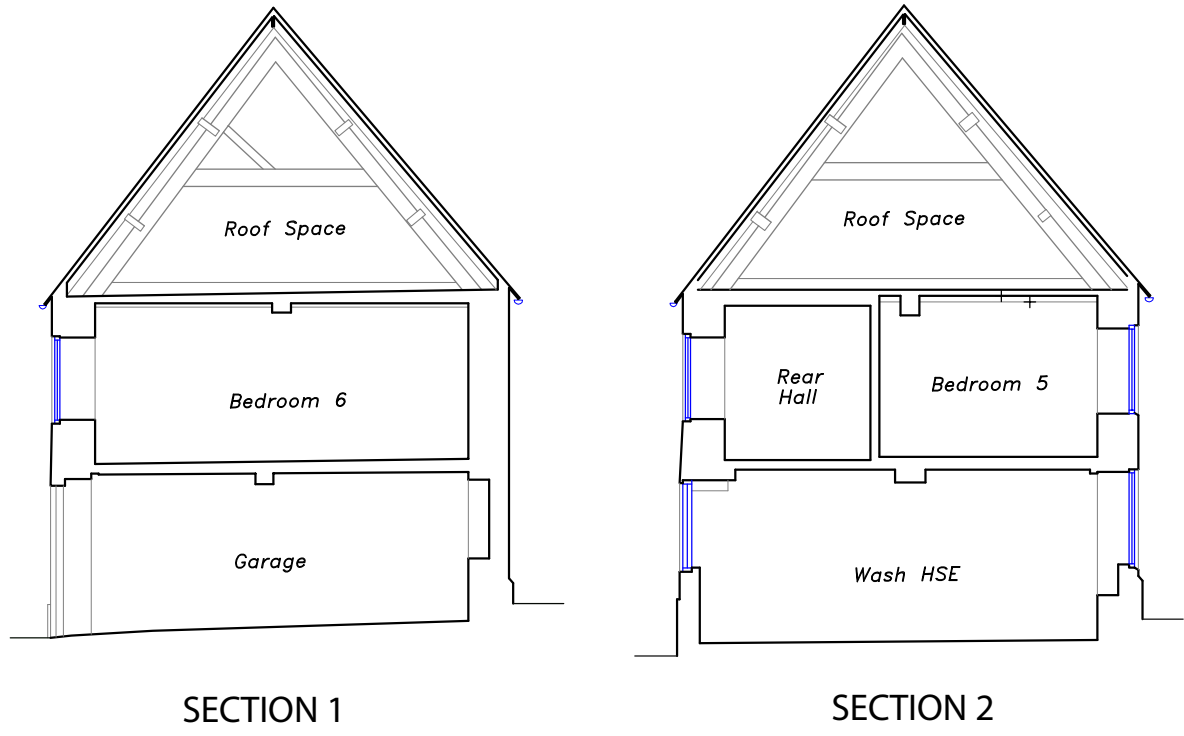 Roof Space
Bedroom 6
Garage
SECTION 1
Roof Space
Rear
Hall
Bedroom 5
Wash HSE
SECTION 2